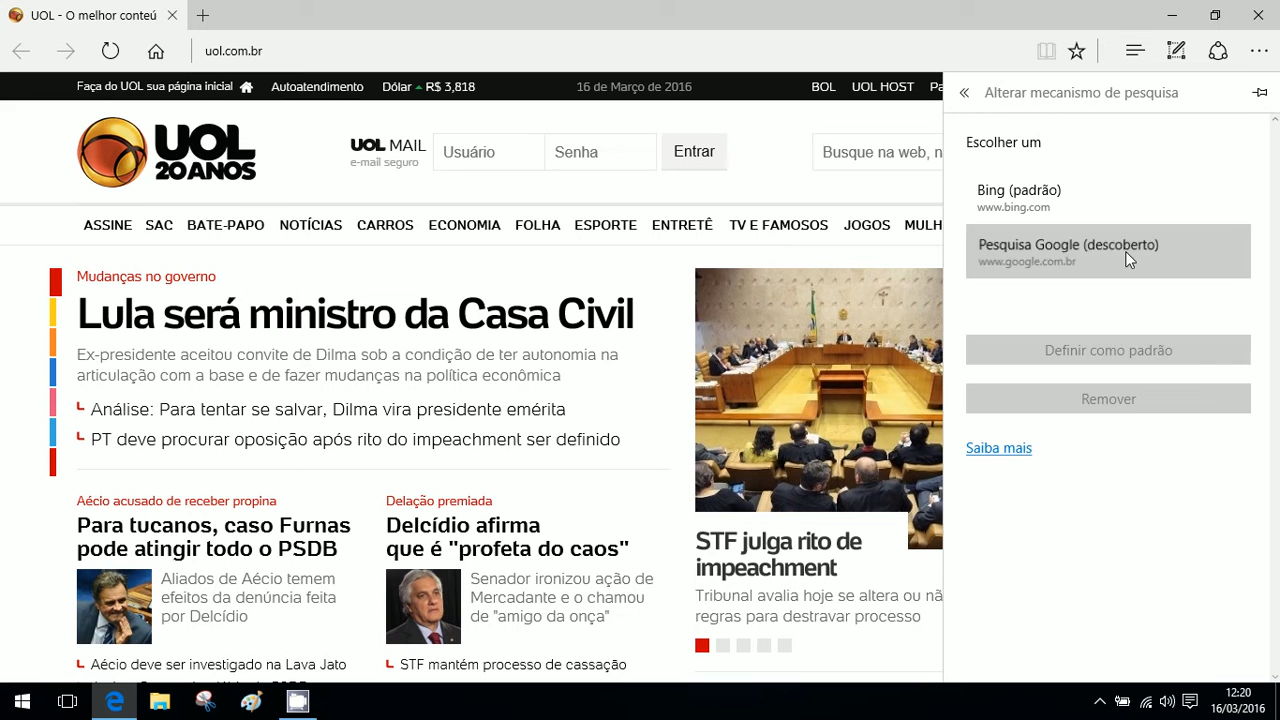 UOL - O melhor conteú
uol.com.br
Faça do UOL sua página inicial
Autoatendimento
Dólar
R$ 3,818
16 de Março de 2016
BOL
UOL HOST
Pa
UOL
20 ANOS
UOL MAIL
e-mail seguro
Usuário
Senha
Entrar
Busque na web, n
ASSINE SAC BATE-PAPO NOTÍCIAS CARROS ECONOMIA FOLHA ESPORTE ENTRETÊ TV E FAMOSOS JOGOS MULH
Mudanças no governo
Lula será ministro da Casa Civil
Ex-presidente aceitou convite de Dilma sob a condição de ter autonomia na
articulação com a base e de fazer mudanças na política econômica
Análise: Para tentar se salvar, Dilma vira presidente emérita
PT deve procurar oposição após rito do impeachment ser definido
Aécio acusado de receber propina
Para tucanos, caso Furnas
pode atingir todo o PSDB
Aliados de Aécio temem
efeitos da denúncia feita
por Delcídio
Aécio deve ser investigado na Lava Jato
Delação premiada
Delcídio afirma
que é "profeta do caos"
Senador ironizou ação de
Mercadante e o chamou
de "amigo da onça"
STF mantém processo de cassação
STF julga rito de
impeachment
Tribunal avalia hoje se altera ou nã
regras para destravar processo
Alterar mecanismo de pesquisa
Escolher um
Bing (padrão)
www.bing.com
Pesquisa Google (descoberto)
www.google.com.br
Definir como padrão
Remover
Saiba mais
12:20
16/03/2016